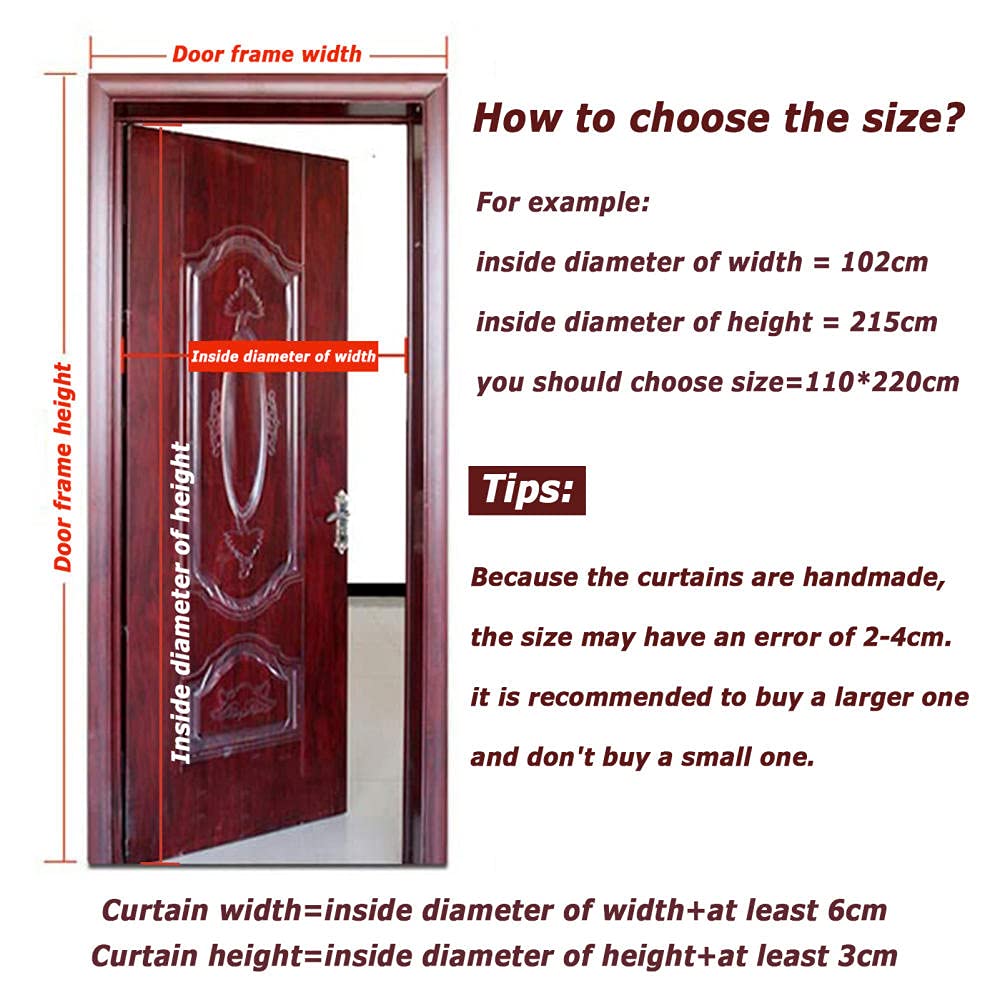 Door frame width
How to choose the size?
For example:
inside diameter of width = 102cm
inside diameter of height = 215cm
you should choose size=110*220cm
Door frame height
Inside diameter of width
Inside diameter of height
Tips:
Because the curtains are handmade,
the size may have an error of 2-4cm.
it is recommended to buy a larger one
and don't buy a small one.
Curtain width=inside diameter of width+at least 6cm
Curtain height=inside diameter of height+at least 3cm